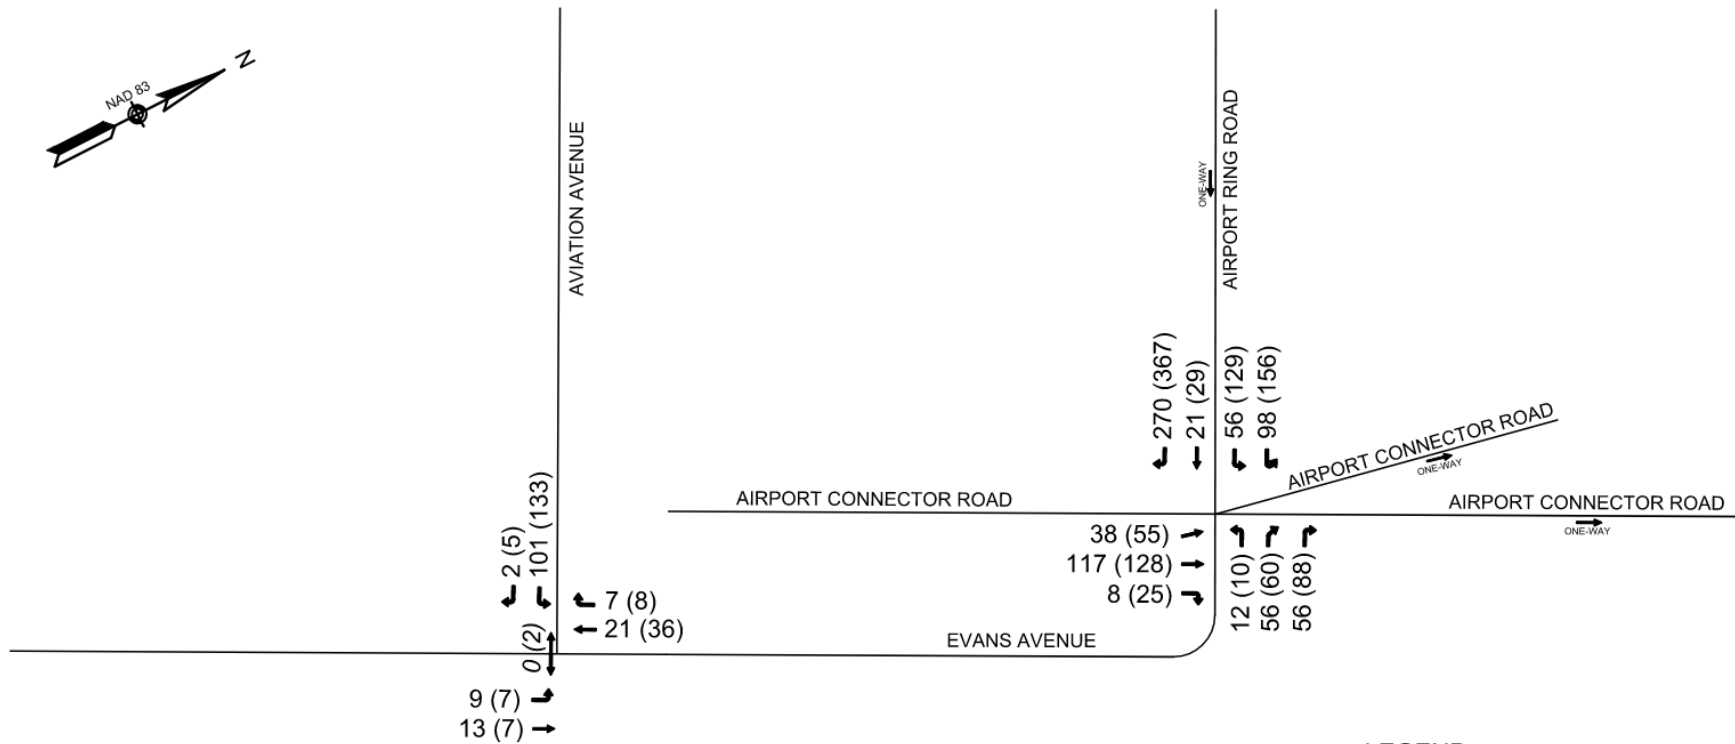 N
NAD 83
AVIATION AVENUE
ONE-WAY
AIRPORT RING ROAD
270 (367)
21 (29)
56 (129)
98 (156)
AIRPORT CONNECTOR ROAD
ONE-WAY
AIRPORT CONNECTOR ROAD
AIRPORT CONNECTOR ROAD
ONE-WAY
38 (55)
117 (128)
8 (25)
12 (10)
56 (60)
56 (88)
2 (5)
101 (133)
7 (8)
21 (36)
0 (2)
EVANS AVENUE
9 (7)
13 (7)